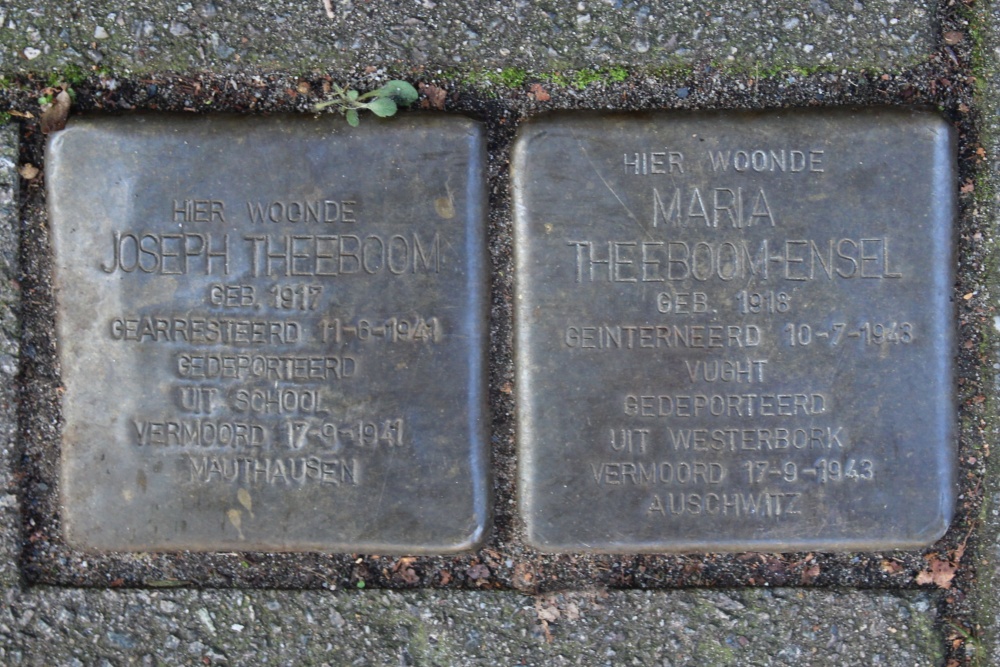 HIER WOONDE
JOSEPH THEEBOOM
GEB. 1917
GEARRESTEERD 11-6-1941
GEDEPORTEERD
UIT SCHOORL
VERMOORD 17-9-1941
MAUTHAUSEN
HIER WOONDE
MARIA
THEEBOOM-ENSEL
GEB. 1918
GEINTERNEERD 10-7-1943
VUGHT
GEDEPORTEERD
UIT WESTERBORK
VERMOORD 17-9-1943
AUSCHWITZ